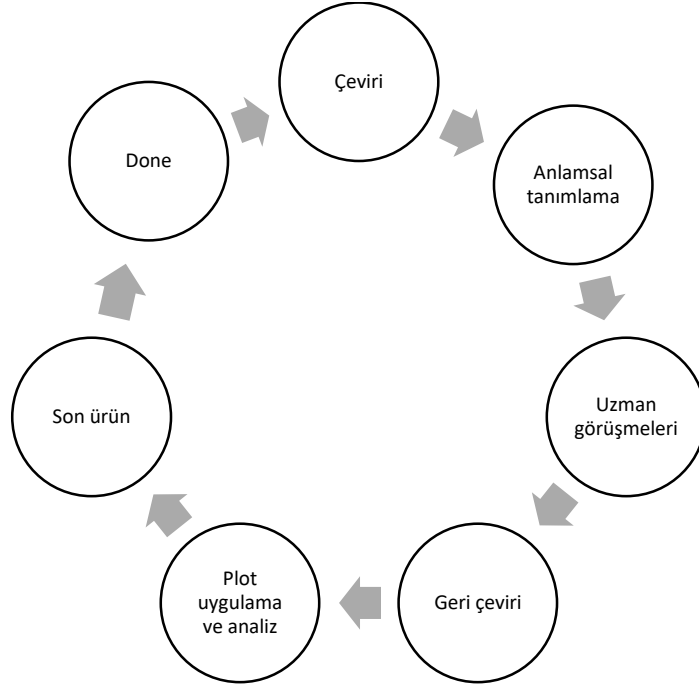 Çeviri
Anlamsal
tanımlama
Uzman
görüşmeleri
Geri çeviri
Plot
uygulama
ve analiz
Son ürün
Done